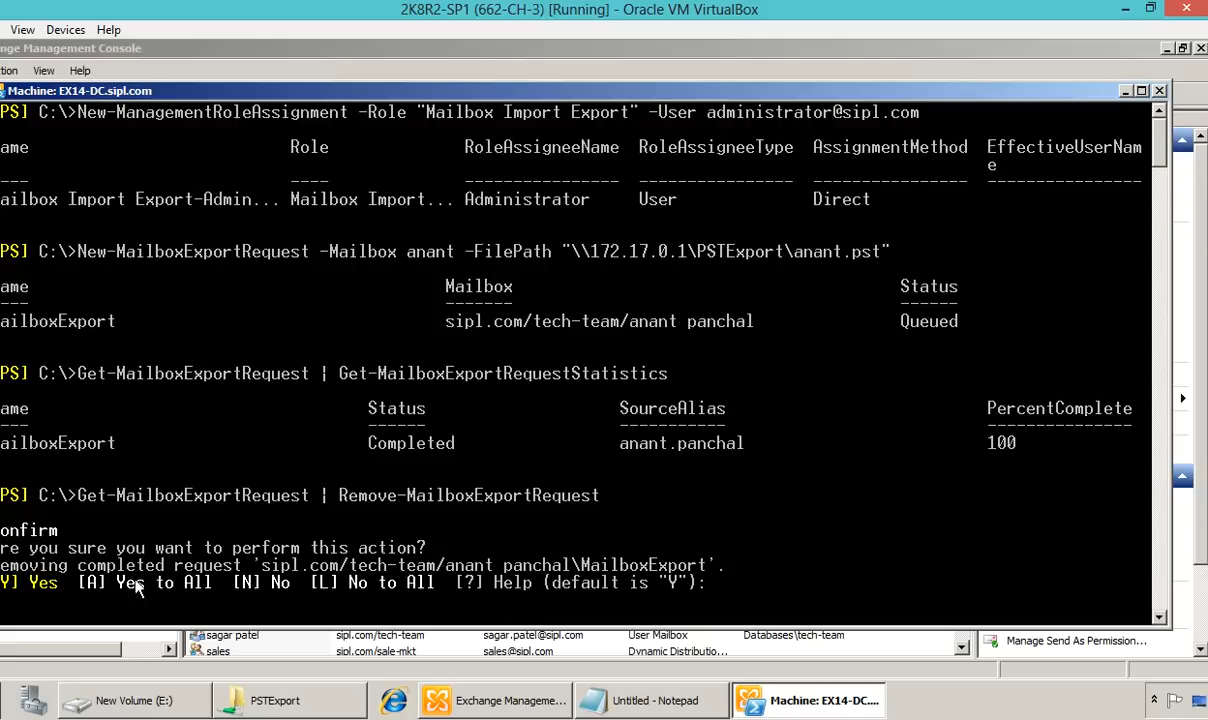 2K8R2-SP1 (662-CH-3) [Running] - Oracle VM VirtualBox
View Devices Help
nge Management Console
ction View Help
Machine: EX14-DC.sipl.com
PS] C:\>New-ManagementRoleAssignment -Role "Mailbox Import Export" -User administrator@sipl.com
ame Role RoleAssigneeName RoleAssigneeType AssignmentMethod EffectiveUserNam
e
--- ---- ---------------- ---------------- ---------------- ----------------
ailbox Import Export-Admin... Mailbox Import... Administrator User Direct
PS] C:\>New-MailboxExportRequest -Mailbox anant -FilePath "\\172.17.0.1\PSTExport\anant.pst"
ame Mailbox Status
--- ------- ------
ailboxExport sipl.com/tech-team/anant panchal Queued
PS] C:\>Get-MailboxExportRequest | Get-MailboxExportRequestStatistics
ame Status SourceAlias PercentComplete
--- ------ ----------- ---------------
ailboxExport Completed anant.panchal 100
PS] C:\>Get-MailboxExportRequest | Remove-MailboxExportRequest
onfirm
re you sure you want to perform this action?
emoving completed request 'sipl.com/tech-team/anant panchal\MailboxExport'.
Y] Yes [A] Yes to All [N] No [L] No to All [?] Help (default is "Y"):
sagar patel sipl.com/tech-team sagar.patel@sipl.com User Mailbox Databases\tech-team
Manage Send As Permission...
sales sipl.com/sale-mkt sales@sipl.com Dynamic Distributio...
New Volume (E:) PSTExport Exchange Manageme... Untitled - Notepad Machine: EX14-DC....